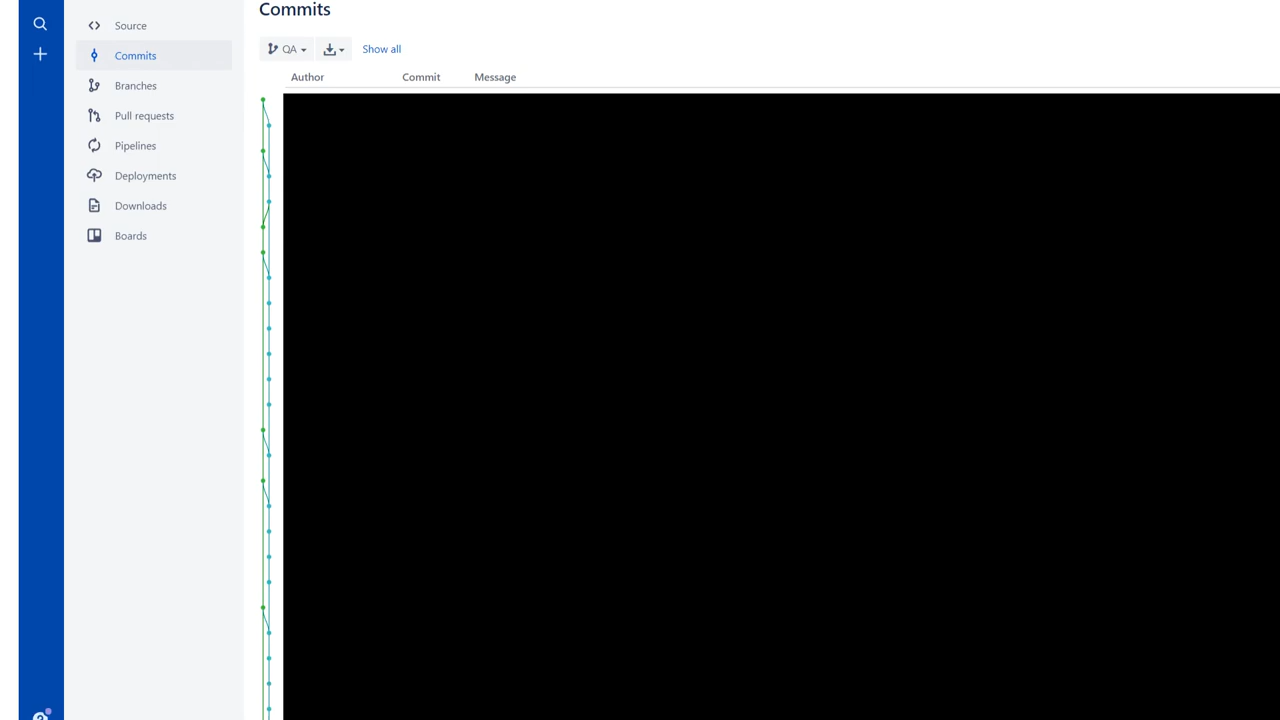 Commits
Source
Commits
Branches
Pull requests
Pipelines
Deployments
Downloads
Boards
QA
Show all
Author Commit Message